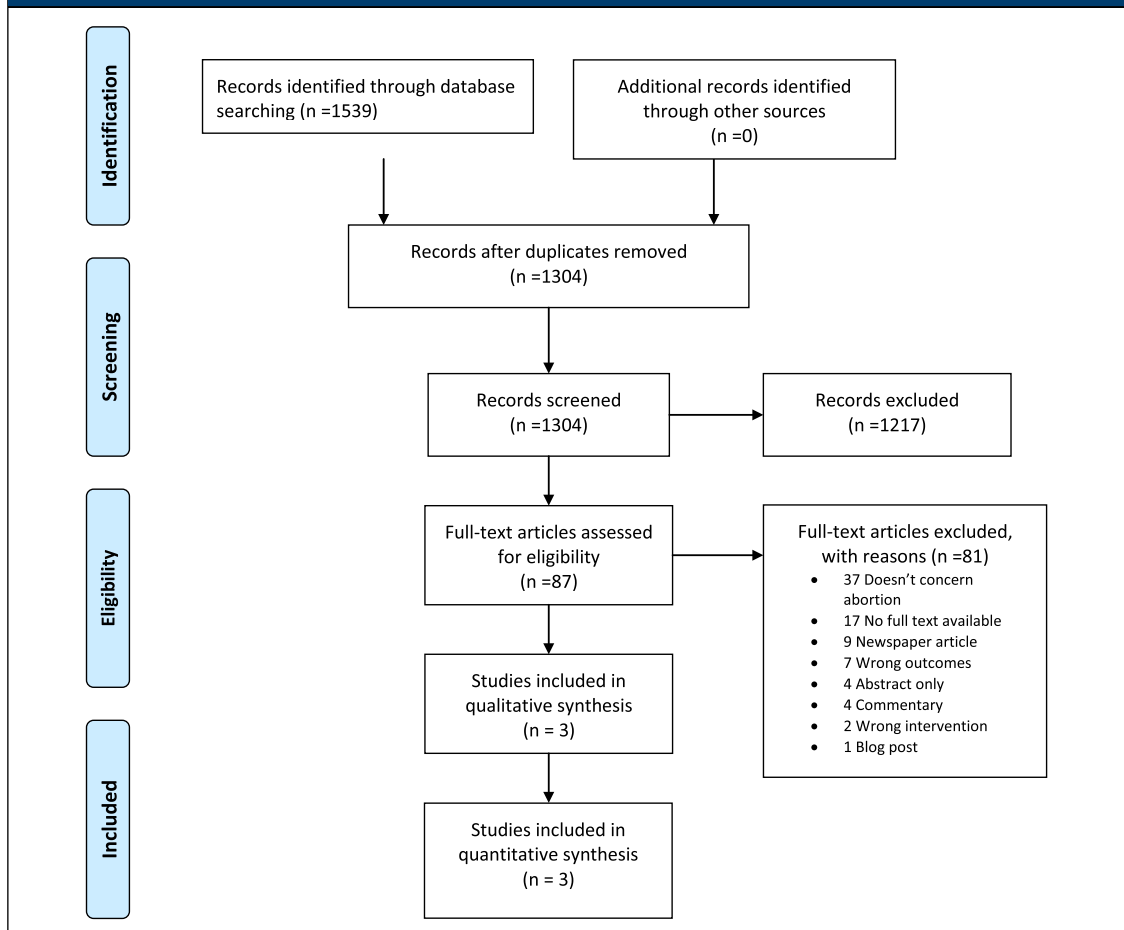 Identification
Records identified through database
searching (n =1539)
Additional records identified
through other sources
(n =0)
Records after duplicates removed
(n =1304)
Screening
Records screened
(n =1304)
Records excluded
(n =1217)
Eligibility
Full-text articles assessed
for eligibility
(n =87)
Full-text articles excluded,
with reasons (n =81)
• 37 Doesn’t concern
abortion
• 17 No full text available
• 9 Newspaper article
• 7 Wrong outcomes
• 4 Abstract only
• 4 Commentary
• 2 Wrong intervention
• 1 Blog post
Studies included in
qualitative synthesis
(n = 3)
Included
Studies included in
quantitative synthesis
(n = 3)